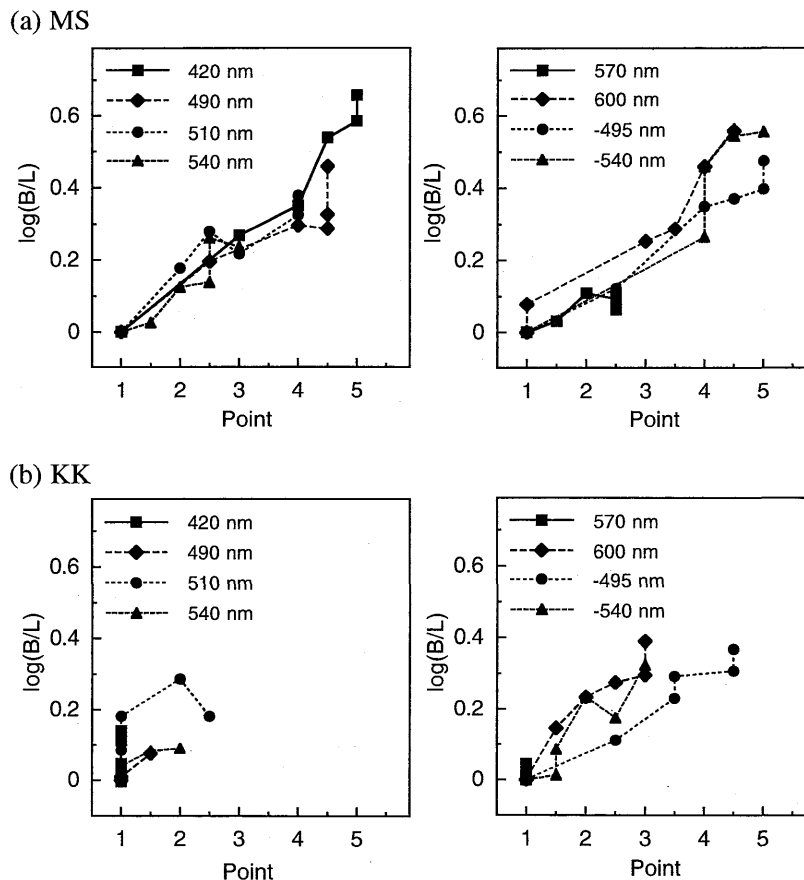 (a) MS
420 nm
490 nm
510 nm
540 nm
log(B/L)
0.6
0.4
0.2
0
1 2 3 4 5
Point
570 nm
600 nm
-495 nm
-540 nm
log(B/L)
0.6
0.4
0.2
0
1 2 3 4 5
Point
(b) KK
420 nm
490 nm
510 nm
540 nm
log(B/L)
0.6
0.4
0.2
0
1 2 3 4 5
Point
570 nm
600 nm
-495 nm
-540 nm
log(B/L)
0.6
0.4
0.2
0
1 2 3 4 5
Point